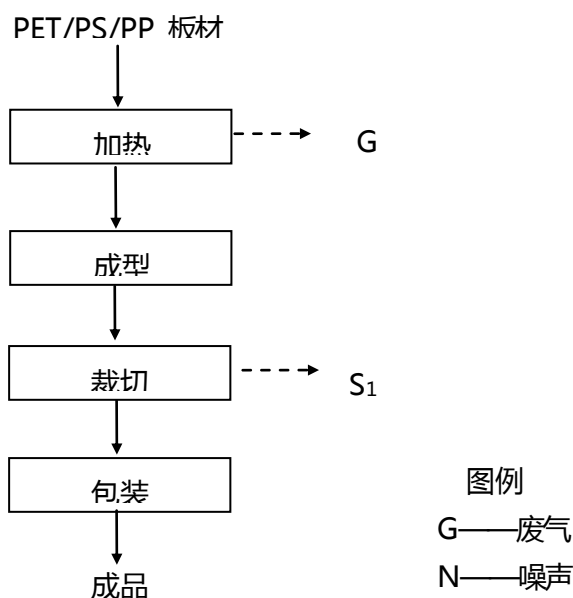 PET/PS/PP 板材
加热
G
成型
裁切
S1
包装
成品
图例
G——废气
N——噪声